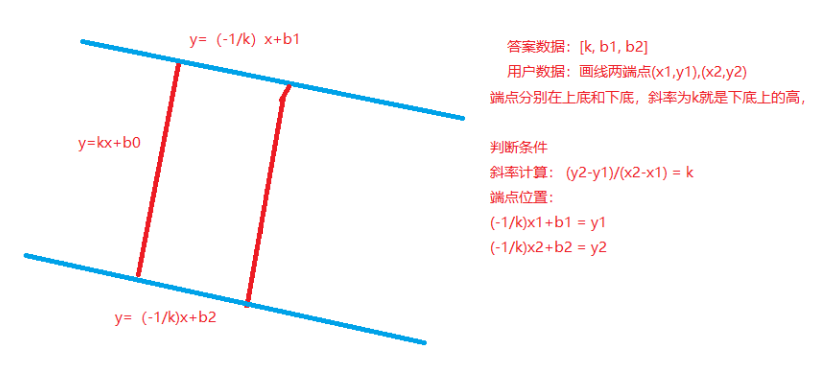 y=（-1/k）x+b1
y=kx+b0
y=（-1/k)x+b2
答案数据：[k, b1, b2]
用户数据：画线两端点(x1,y1),(x2,y2)
端点分别在上底和下底，斜率为k就是下底上的高，
判断条件
斜率计算： (y2-y1)/(x2-x1) = k
端点位置：
(-1/k)x1+b1 = y1
(-1/k)x2+b2 = y2